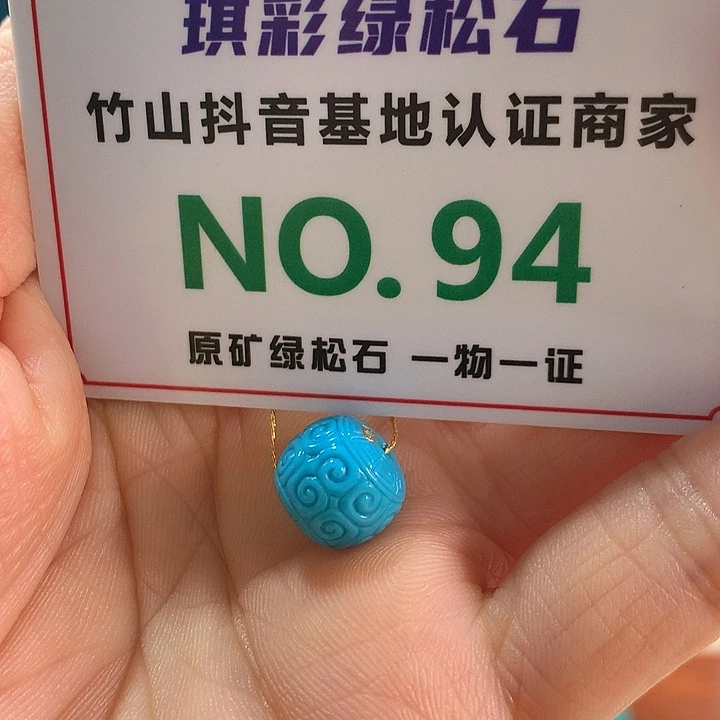 琪彩绿松石
竹山抖音基地认证商家
NO.94
原矿绿松石 一物一证